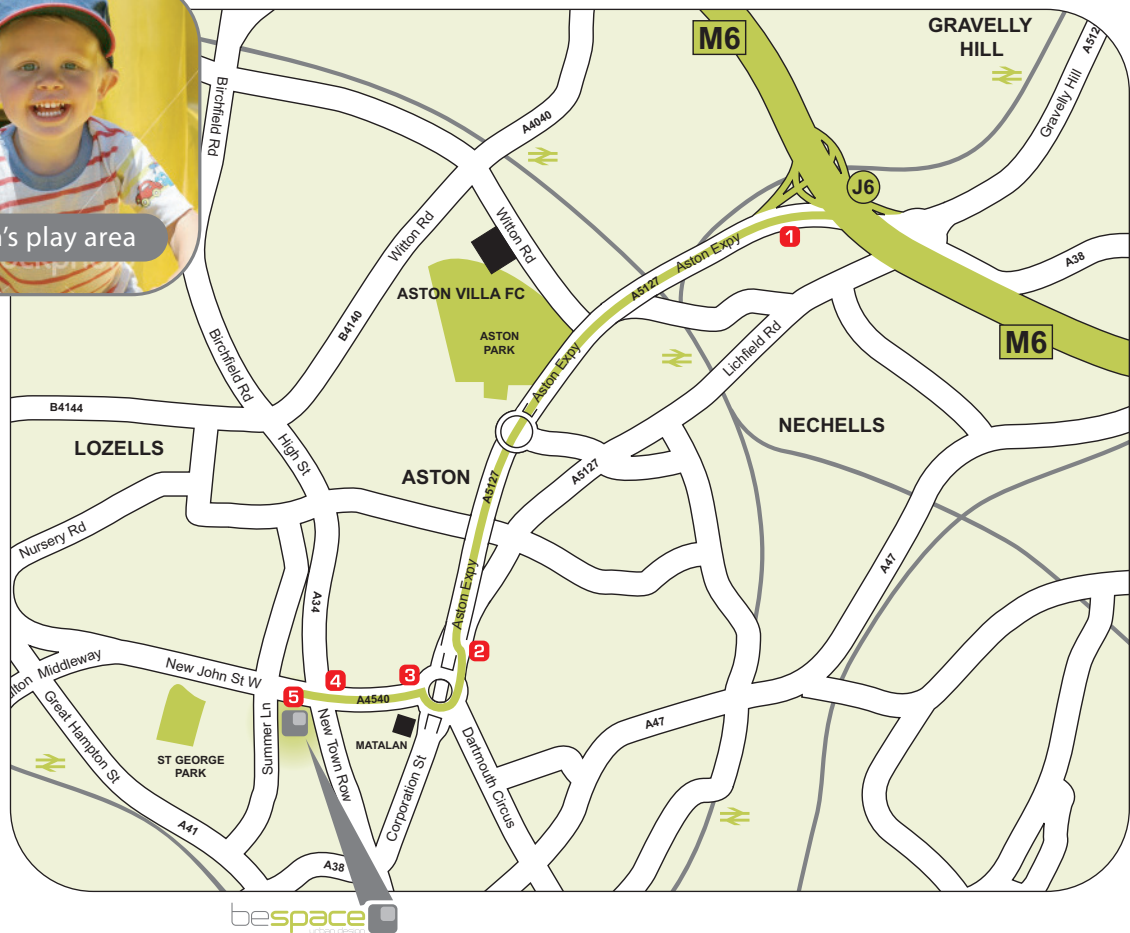 M6
GRAVELLY
HILL
Gravelly Hill
Birchfield Rd
A4040
J6
's play area
Witton Rd
Witton Rd
1
Aston Expy
A5127
A38
ASTON VILLA FC
ASTON
PARK
B4140
M6
Birchfield Rd
Lichfield Rd
Aston Expy
B4144
NECHELLS
LOZELLS
High St
ASTON
A5127
A5127
Nursery Rd
A47
Aston Expy
A34
2
Middleway
New John St W
3
4
5
A4540
Great Hampton St
Summer Ln
New Town Row
MATALAN
A47
Dartmouth Circus
ST GEORGE
PARK
Corporation St
A41
A38
bespace
urban design